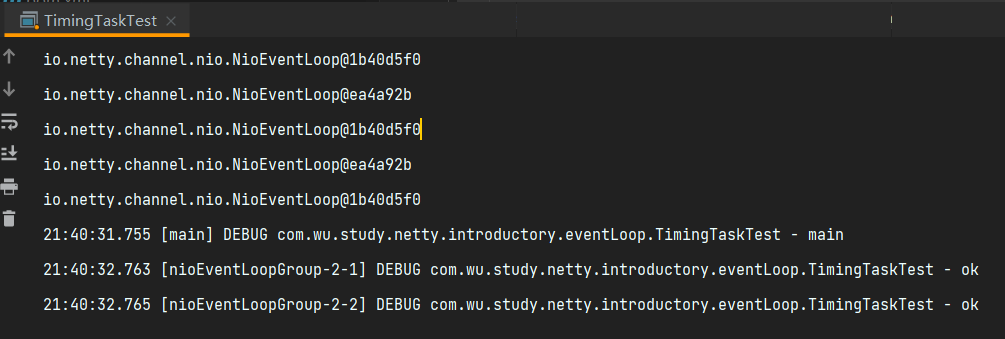 TimingTaskTest
io.netty.channel.nio.NioEventLoop@1b40d5f0
io.netty.channel.nio.NioEventLoop@ea4a92b
io.netty.channel.nio.NioEventLoop@1b40d5f0
io.netty.channel.nio.NioEventLoop@ea4a92b
io.netty.channel.nio.NioEventLoop@1b40d5f0
21:40:31.755 [main] DEBUG com.wu.study.netty.introductory.eventLoop.TimingTaskTest - main
21:40:32.763 [nioEventLoopGroup-2-1] DEBUG com.wu.study.netty.introductory.eventLoop.TimingTaskTest - ok
21:40:32.765 [nioEventLoopGroup-2-2] DEBUG com.wu.study.netty.introductory.eventLoop.TimingTaskTest - ok